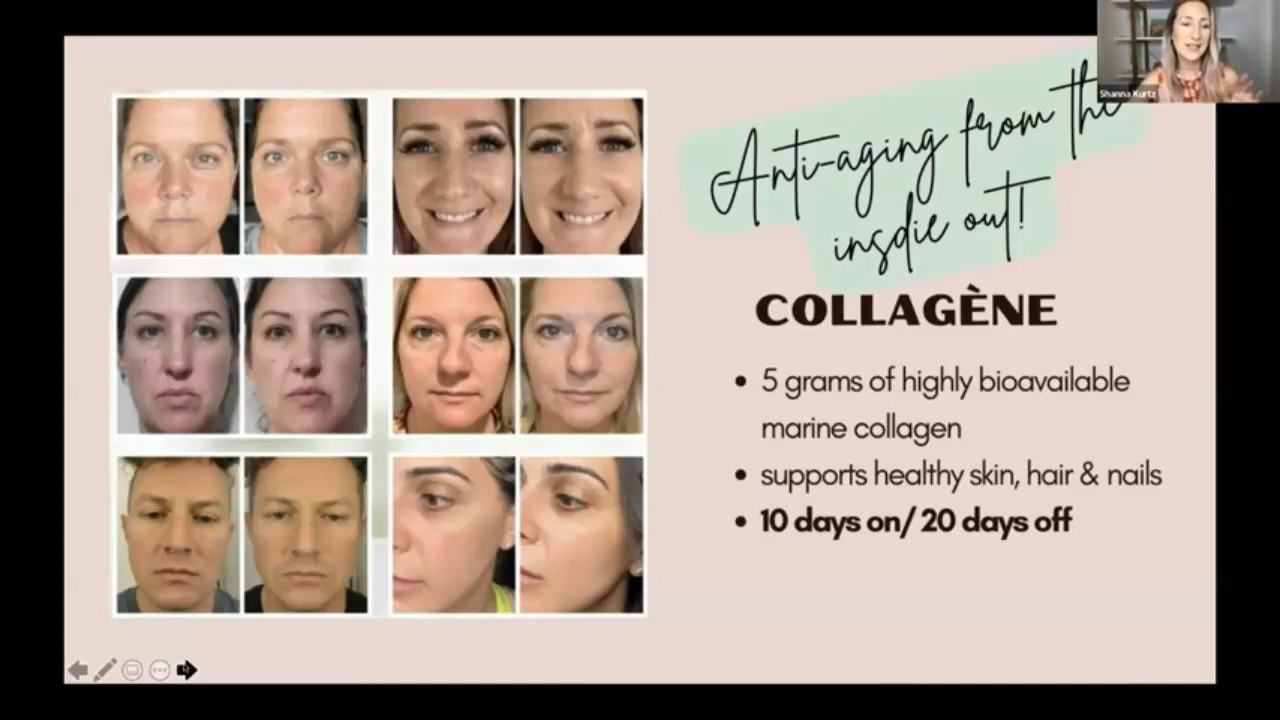 Shanna Kurtz
Anti-aging from the
insdie out!
COLLAGÈNE
• 5 grams of highly bioavailable
marine collagen
• supports healthy skin, hair & nails
• 10 days on/ 20 days off